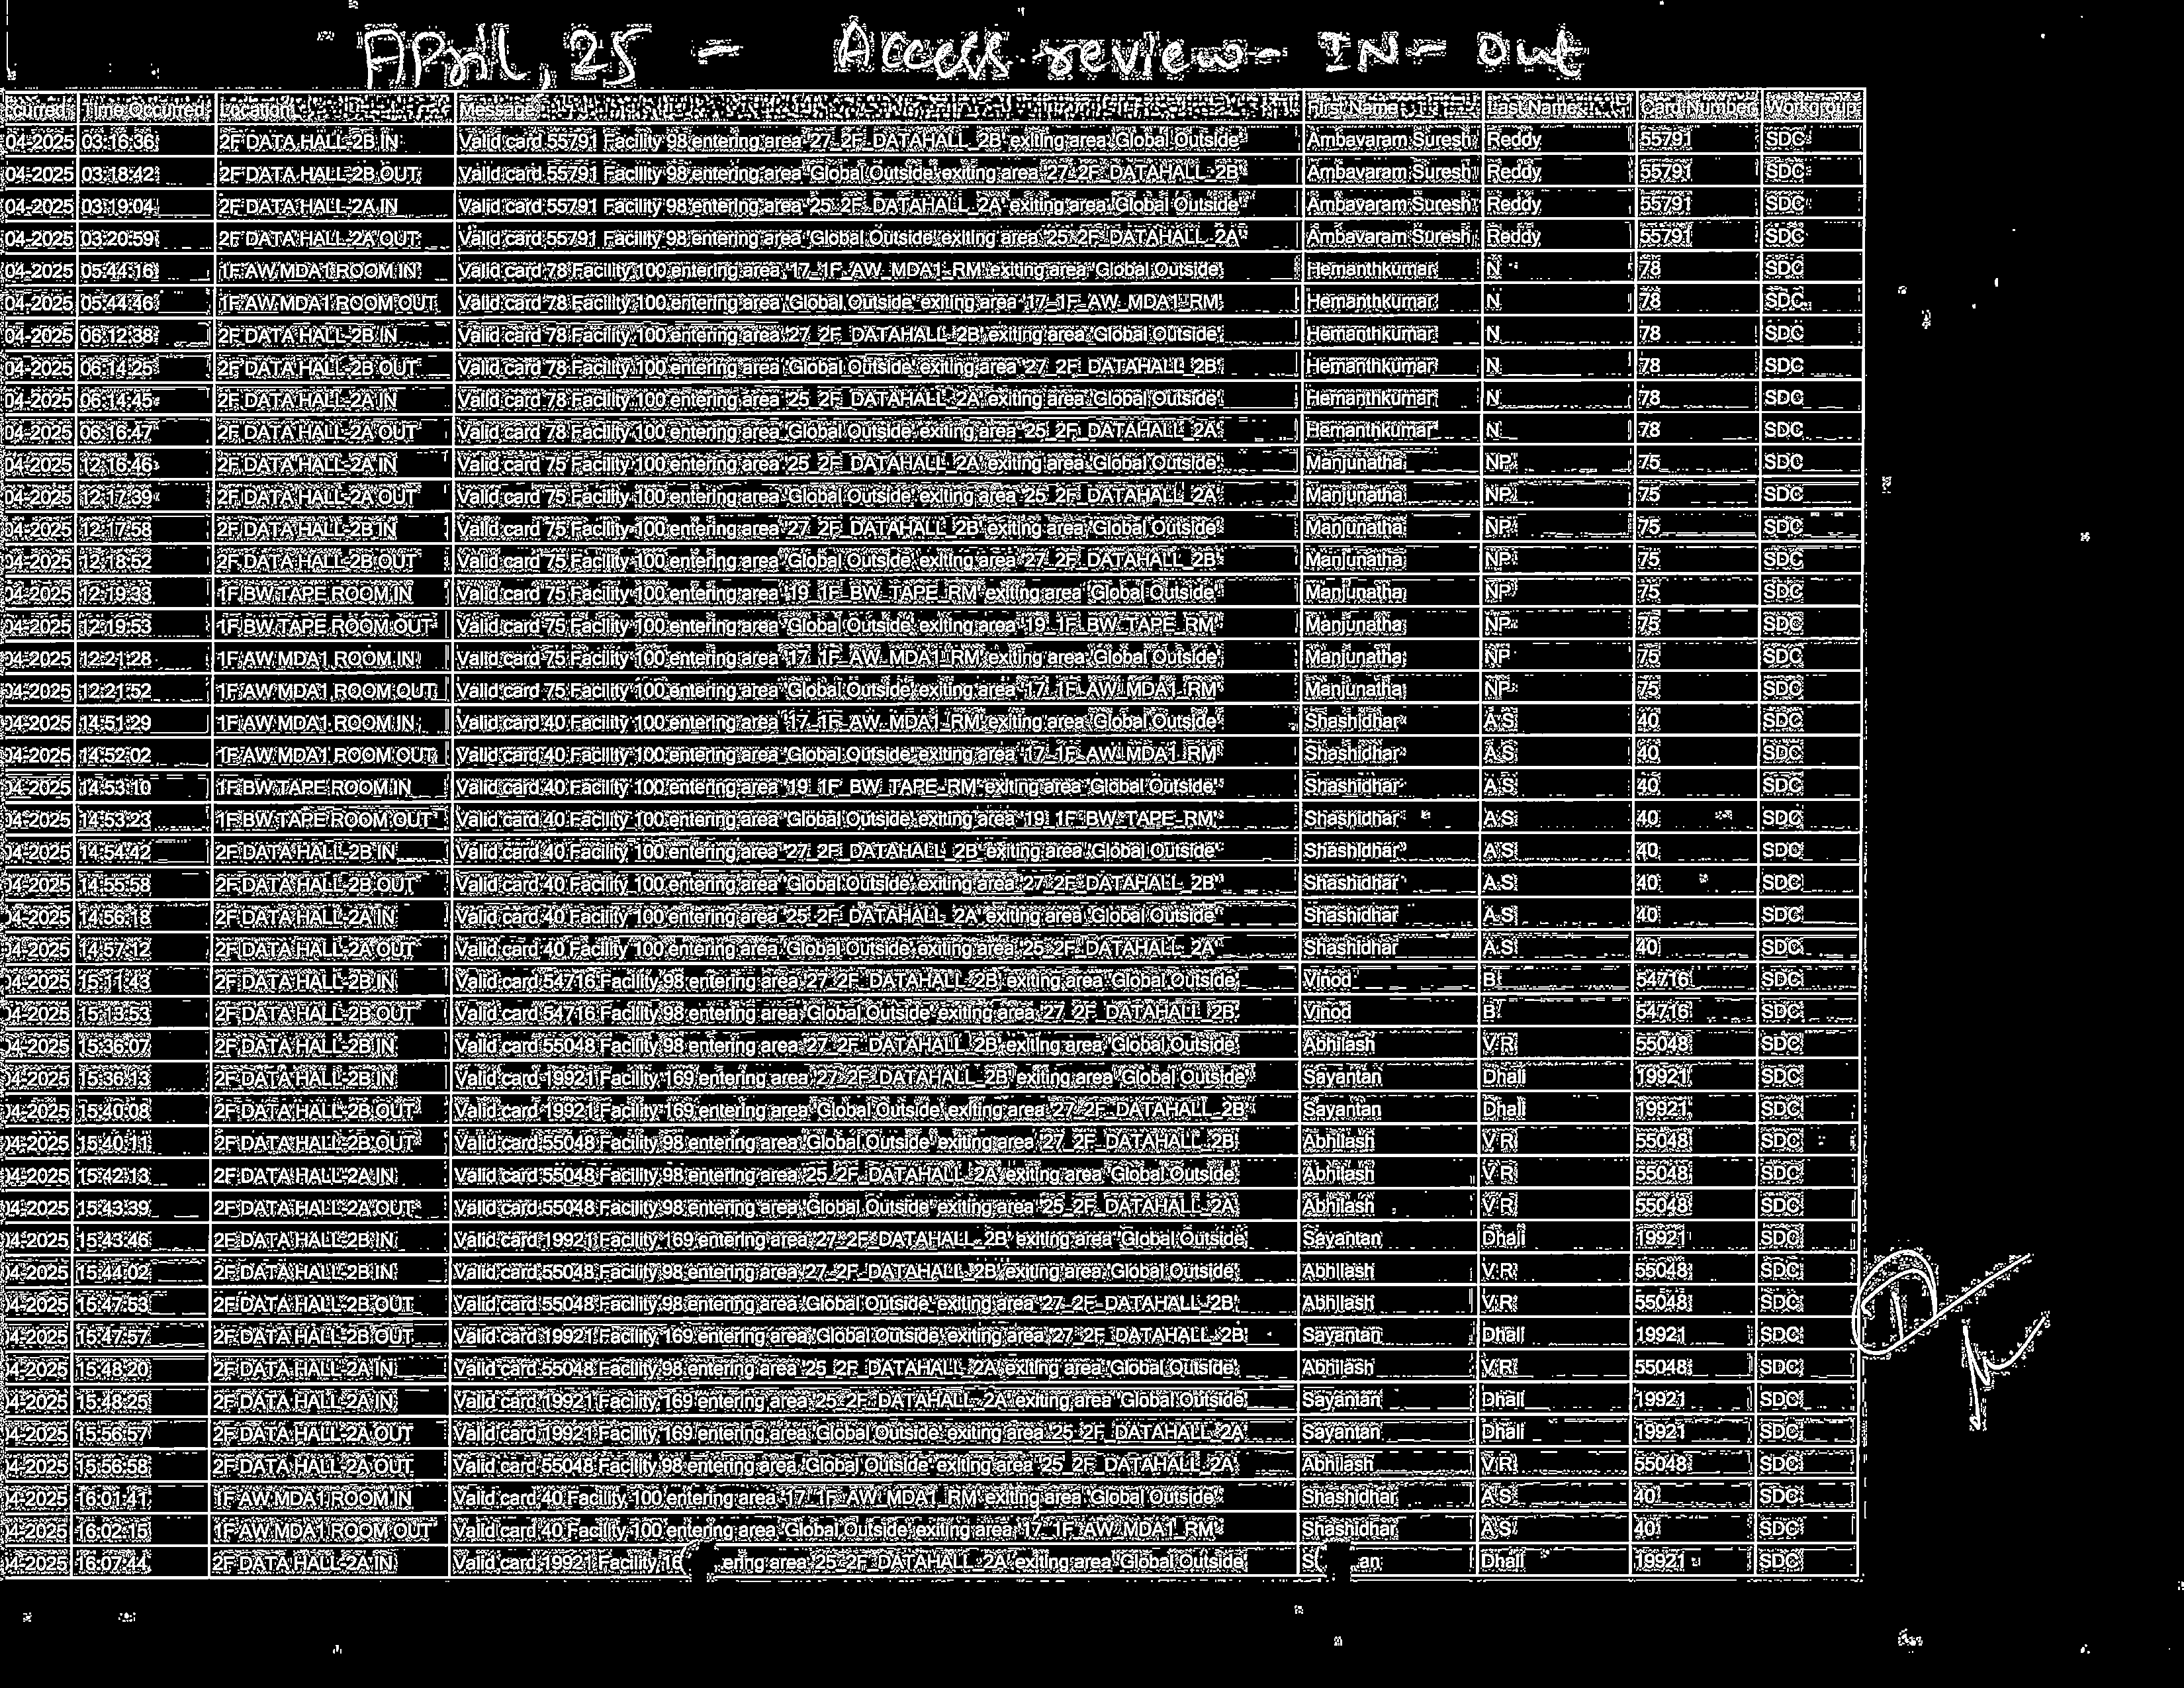 April, 25 - Access review - IN - Out
Time Occurred Location Message First Name Last Name Card Number Workgroup
04-2025 03:16:36 2F DATA HALL-2B IN Valid card 55791 Facility 98 entering area '27_2F_DATAHALL_2B' exiting area 'Global Outside' Ambavaram Suresh Reddy 55791 SDC
04-2025 03:18:42 2F DATA HALL-2B OUT Valid card 55791 Facility 98 entering area 'Global Outside' exiting area '27_2F_DATAHALL_2B' Ambavaram Suresh Reddy 55791 SDC
04-2025 03:19:04 2F DATA HALL-2A IN Valid card 55791 Facility 98 entering area '25_2F_DATAHALL_2A' exiting area 'Global Outside' Ambavaram Suresh Reddy 55791 SDC
04-2025 03:20:59 2F DATA HALL-2A OUT Valid card 55791 Facility 98 entering area 'Global Outside' exiting area '25_2F_DATAHALL_2A' Ambavaram Suresh Reddy 55791 SDC
04-2025 05:44:16 1F AW MDA1 ROOM IN Valid card 78 Facility 100 entering area '17_1F_AW_MDA1_RM' exiting area 'Global Outside' Hemanthkumar N 78 SDC
04-2025 05:44:46 1F AW MDA1 ROOM OUT Valid card 78 Facility 100 entering area 'Global Outside' exiting area '17_1F_AW_MDA1_RM' Hemanthkumar N 78 SDC
04-2025 06:12:38 2F DATA HALL-2B IN Valid card 78 Facility 100 entering area '27_2F_DATAHALL_2B' exiting area 'Global Outside' Hemanthkumar N 78 SDC
04-2025 06:14:25 2F DATA HALL-2B OUT Valid card 78 Facility 100 entering area 'Global Outside' exiting area '27_2F_DATAHALL_2B' Hemanthkumar N 78 SDC
04-2025 06:14:45 2F DATA HALL-2A IN Valid card 78 Facility 100 entering area '25_2F_DATAHALL_2A' exiting area 'Global Outside' Hemanthkumar N 78 SDC
04-2025 06:16:47 2F DATA HALL-2A OUT Valid card 78 Facility 100 entering area 'Global Outside' exiting area '25_2F_DATAHALL_2A' Hemanthkumar N 78 SDC
04-2025 12:16:46 2F DATA HALL-2A IN Valid card 75 Facility 100 entering area '25_2F_DATAHALL_2A' exiting area 'Global Outside' Manjunatha NP 75 SDC
04-2025 12:17:39 2F DATA HALL-2A OUT Valid card 75 Facility 100 entering area 'Global Outside' exiting area '25_2F_DATAHALL_2A' Manjunatha NP 75 SDC
04-2025 12:17:58 2F DATA HALL-2B IN Valid card 75 Facility 100 entering area '27_2F_DATAHALL_2B' exiting area 'Global Outside' Manjunatha NP 75 SDC
04-2025 12:18:52 2F DATA HALL-2B OUT Valid card 75 Facility 100 entering area 'Global Outside' exiting area '27_2F_DATAHALL_2B' Manjunatha NP 75 SDC
04-2025 12:19:33 1F BW TAPE ROOM IN Valid card 75 Facility 100 entering area '19_1F_BW_TAPE_RM' exiting area 'Global Outside' Manjunatha NP 75 SDC
04-2025 12:19:53 1F BW TAPE ROOM OUT Valid card 75 Facility 100 entering area 'Global Outside' exiting area '19_1F_BW_TAPE_RM' Manjunatha NP 75 SDC
04-2025 12:21:28 1F AW MDA1 ROOM IN Valid card 75 Facility 100 entering area '17_1F_AW_MDA1_RM' exiting area 'Global Outside' Manjunatha NP 75 SDC
04-2025 12:21:52 1F AW MDA1 ROOM OUT Valid card 75 Facility 100 entering area 'Global Outside' exiting area '17_1F_AW_MDA1_RM' Manjunatha NP 75 SDC
04-2025 14:51:29 1F AW MDA1 ROOM IN Valid card 40 Facility 100 entering area '17_1F_AW_MDA1_RM' exiting area 'Global Outside' Shashidhar A S 40 SDC
04-2025 14:52:02 1F AW MDA1 ROOM OUT Valid card 40 Facility 100 entering area 'Global Outside' exiting area '17_1F_AW_MDA1_RM' Shashidhar A S 40 SDC
04-2025 14:53:10 1F BW TAPE ROOM IN Valid card 40 Facility 100 entering area '19_1F_BW_TAPE_RM' exiting area 'Global Outside' Shashidhar A S 40 SDC
04-2025 14:53:23 1F BW TAPE ROOM OUT Valid card 40 Facility 100 entering area 'Global Outside' exiting area '19_1F_BW_TAPE_RM' Shashidhar A S 40 SDC
04-2025 14:54:42 2F DATA HALL-2B IN Valid card 40 Facility 100 entering area '27_2F_DATAHALL_2B' exiting area 'Global Outside' Shashidhar A S 40 SDC
04-2025 14:55:58 2F DATA HALL-2B OUT Valid card 40 Facility 100 entering area 'Global Outside' exiting area '27_2F_DATAHALL_2B' Shashidhar A S 40 SDC
04-2025 14:56:18 2F DATA HALL-2A IN Valid card 40 Facility 100 entering area '25_2F_DATAHALL_2A' exiting area 'Global Outside' Shashidhar A S 40 SDC
04-2025 14:57:12 2F DATA HALL-2A OUT Valid card 40 Facility 100 entering area 'Global Outside' exiting area '25_2F_DATAHALL_2A' Shashidhar A S 40 SDC
04-2025 15:11:43 2F DATA HALL-2B IN Valid card 54716 Facility 98 entering area '27_2F_DATAHALL_2B' exiting area 'Global Outside' Vinod B 54716 SDC
04-2025 15:13:53 2F DATA HALL-2B OUT Valid card 54716 Facility 98 entering area 'Global Outside' exiting area '27_2F_DATAHALL_2B' Vinod B 54716 SDC
04-2025 15:36:07 2F DATA HALL-2B IN Valid card 55048 Facility 98 entering area '27_2F_DATAHALL_2B' exiting area 'Global Outside' Abhilash V R 55048 SDC
04-2025 15:36:13 2F DATA HALL-2B IN Valid card 19921 Facility 169 entering area '27_2F_DATAHALL_2B' exiting area 'Global Outside' Sayantan Dhali 19921 SDC
04-2025 15:40:08 2F DATA HALL-2B OUT Valid card 19921 Facility 169 entering area 'Global Outside' exiting area '27_2F_DATAHALL_2B' Sayantan Dhali 19921 SDC
04-2025 15:40:11 2F DATA HALL-2B OUT Valid card 55048 Facility 98 entering area 'Global Outside' exiting area '27_2F_DATAHALL_2B' Abhilash V R 55048 SDC
04-2025 15:42:13 2F DATA HALL-2A IN Valid card 55048 Facility 98 entering area '25_2F_DATAHALL_2A' exiting area 'Global Outside' Abhilash V R 55048 SDC
04-2025 15:43:39 2F DATA HALL-2A OUT Valid card 55048 Facility 98 entering area 'Global Outside' exiting area '25_2F_DATAHALL_2A' Abhilash V R 55048 SDC
04-2025 15:43:46 2F DATA HALL-2B IN Valid card 19921 Facility 169 entering area '27_2F_DATAHALL_2B' exiting area 'Global Outside' Sayantan Dhali 19921 SDC
04-2025 15:44:02 2F DATA HALL-2B IN Valid card 55048 Facility 98 entering area '27_2F_DATAHALL_2B' exiting area 'Global Outside' Abhilash V R 55048 SDC
04-2025 15:47:53 2F DATA HALL-2B OUT Valid card 55048 Facility 98 entering area 'Global Outside' exiting area '27_2F_DATAHALL_2B' Abhilash V R 55048 SDC
04-2025 15:47:57 2F DATA HALL-2B OUT Valid card 19921 Facility 169 entering area 'Global Outside' exiting area '27_2F_DATAHALL_2B' Sayantan Dhali 19921 SDC
4-2025 15:48:20 2F DATA HALL-2A IN Valid card 55048 Facility 98 entering area '25_2F_DATAHALL_2A' exiting area 'Global Outside' Abhilash V R 55048 SDC
4-2025 15:48:25 2F DATA HALL-2A IN Valid card 19921 Facility 169 entering area '25_2F_DATAHALL_2A' exiting area 'Global Outside' Sayantan Dhali 19921 SDC
4-2025 15:56:57 2F DATA HALL-2A OUT Valid card 19921 Facility 169 entering area 'Global Outside' exiting area '25_2F_DATAHALL_2A' Sayantan Dhali 19921 SDC
4-2025 15:56:58 2F DATA HALL-2A OUT Valid card 55048 Facility 98 entering area 'Global Outside' exiting area '25_2F_DATAHALL_2A' Abhilash V R 55048 SDC
4-2025 16:01:41 1F AW MDA1 ROOM IN Valid card 40 Facility 100 entering area '17_1F_AW_MDA1_RM' exiting area 'Global Outside' Shashidhar A S 40 SDC
4-2025 16:02:15 1F AW MDA1 ROOM OUT Valid card 40 Facility 100 entering area 'Global Outside' exiting area '17_1F_AW_MDA1_RM' Shashidhar A S 40 SDC
4-2025 16:07:44 2F DATA HALL-2A IN Valid card 19921 Facility area '25_2F_DATAHALL_2A' exiting area 'Global Outside' Dhali 19921 SDC